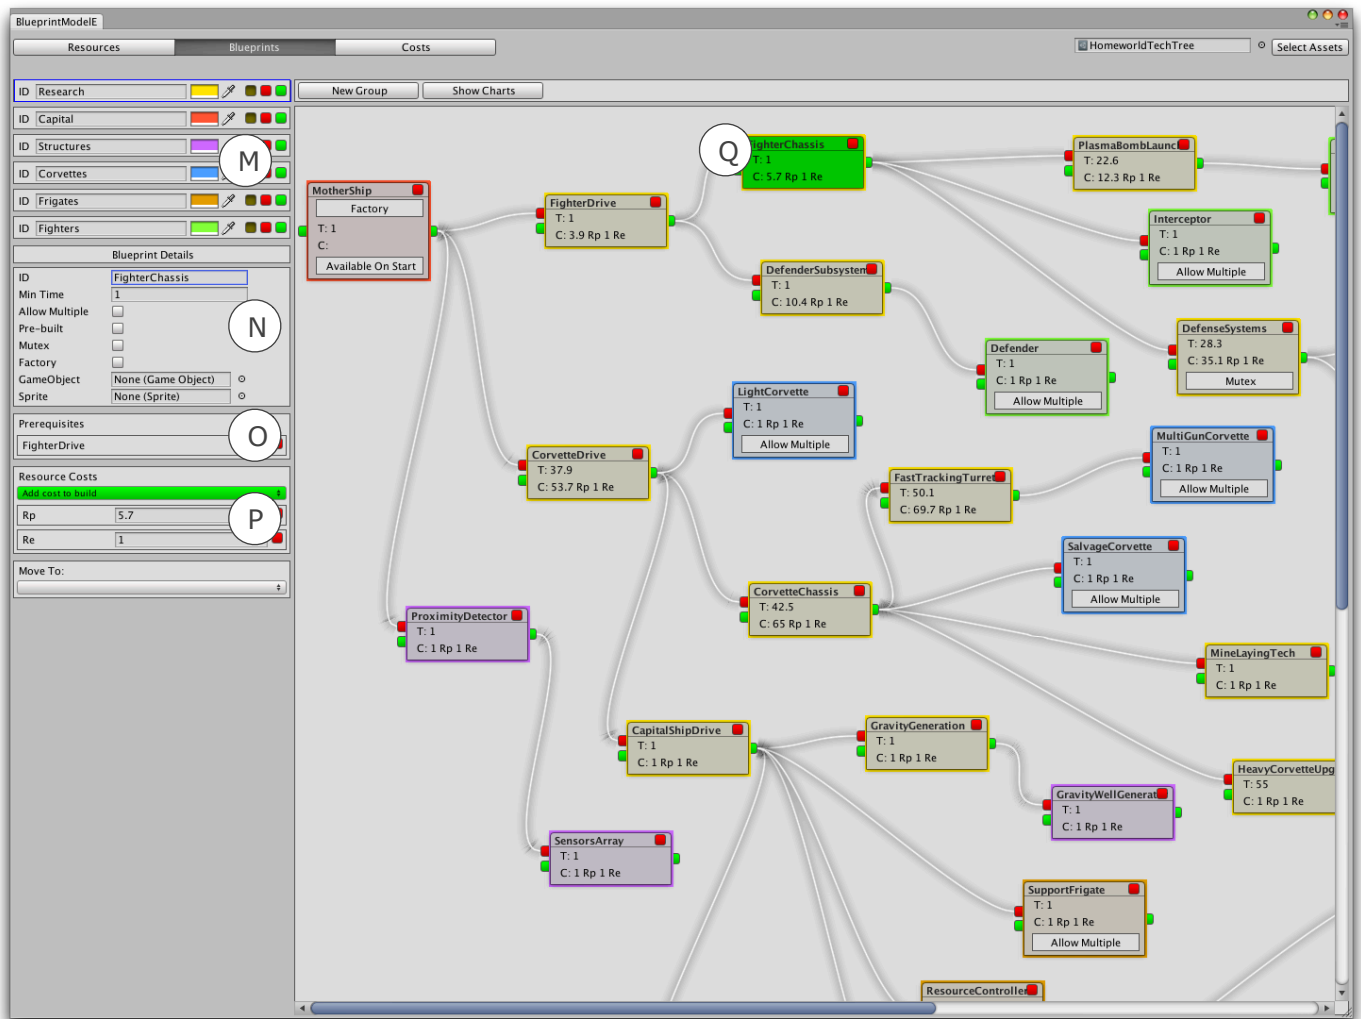 BlueprintModelE
Resources
Blueprints
Costs
HomeworldTechTree
Select Assets
ID Research
ID Capital
ID Structures
ID Corvettes
ID Frigates
ID Fighters
M
New Group
Show Charts
Blueprint Details
ID FighterChassis
Min Time 1
Allow Multiple
Pre-built
Mutex
Factory
GameObject None (Game Object)
Sprite None (Sprite)
N
Prerequisites
FighterDrive
O
Resource Costs
Add cost to build
Rp 5.7
Re 1
P
Move To:
MotherShip
Factory
T: 1
C:
Available On Start
FighterDrive
T: 1
C: 3.9 Rp 1 Re
Q
FighterChassis
T: 1
C: 5.7 Rp 1 Re
PlasmaBombLaunc
T: 22.6
C: 12.3 Rp 1 Re
Interceptor
T: 1
C: 1 Rp 1 Re
Allow Multiple
DefenderSubsystem
T: 1
C: 10.4 Rp 1 Re
DefenseSystems
T: 28.3
C: 35.1 Rp 1 Re
Mutex
Defender
T: 1
C: 1 Rp 1 Re
Allow Multiple
LightCorvette
T: 1
C: 1 Rp 1 Re
Allow Multiple
CorvetteDrive
T: 37.9
C: 53.7 Rp 1 Re
MultiGunCorvette
T: 1
C: 1 Rp 1 Re
Allow Multiple
FastTrackingTurret
T: 50.1
C: 69.7 Rp 1 Re
SalvageCorvette
T: 1
C: 1 Rp 1 Re
Allow Multiple
CorvetteChassis
T: 42.5
C: 65 Rp 1 Re
ProximityDetector
T: 1
C: 1 Rp 1 Re
MineLayingTech
T: 1
C: 1 Rp 1 Re
CapitalShipDrive
T: 1
C: 1 Rp 1 Re
GravityGeneration
T: 1
C: 1 Rp 1 Re
HeavyCorvetteUpg
T: 55
C: 1 Rp 1 Re
GravityWellGenerat
T: 1
C: 1 Rp 1 Re
SensorsArray
T: 1
C: 1 Rp 1 Re
SupportFrigate
T: 1
C: 1 Rp 1 Re
Allow Multiple
ResourceController